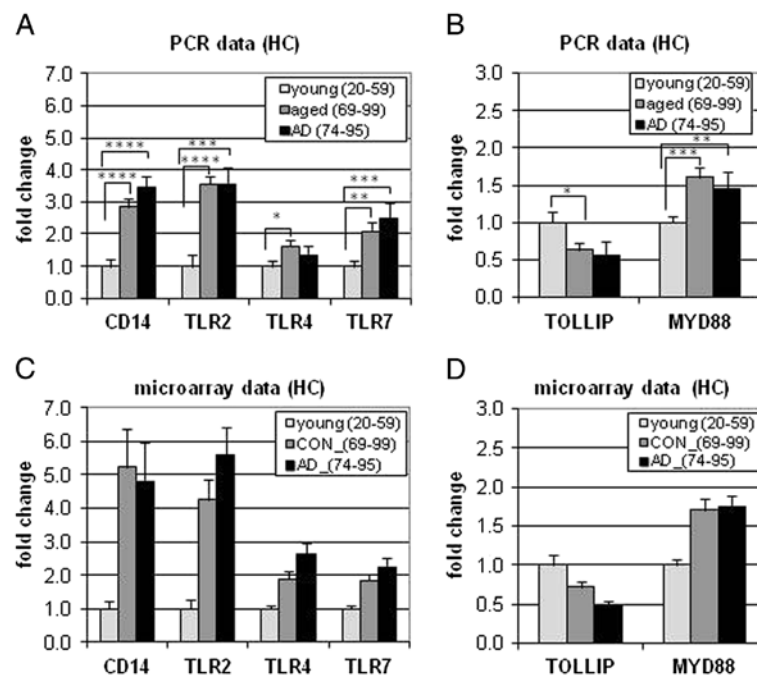 A
PCR data (HC)
7.0
6.0
5.0
4.0
3.0
2.0
1.0
0.0
fold change
young (20-59)
aged (69-99)
AD (74-95)
****
****
***
****
*
***
**
CD14 TLR2 TLR4 TLR7
B
PCR data (HC)
3.0
2.5
2.0
1.5
1.0
0.5
0.0
fold change
young (20-59)
aged (69-99)
AD (74-95)
*
**
***
TOLLIP MYD88
C
microarray data (HC)
7.0
6.0
5.0
4.0
3.0
2.0
1.0
0.0
fold change
young (20-59)
CON_(69-99)
AD_(74-95)
CD14 TLR2 TLR4 TLR7
D
microarray data (HC)
3.0
2.5
2.0
1.5
1.0
0.5
0.0
fold change
young (20-59)
CON_(69-99)
AD_(74-95)
TOLLIP MYD88